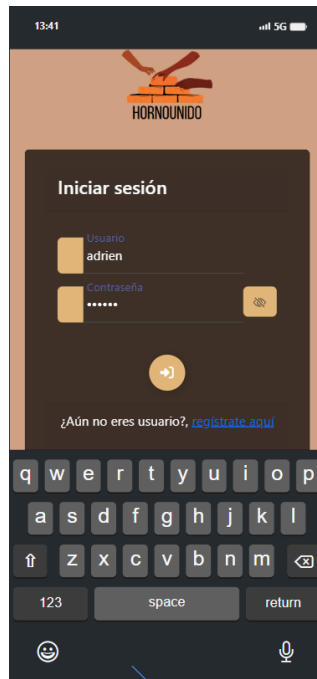 13:41
5G
HORNOUNIDO
Iniciar sesión
Usuario
adrien
Contraseña
••••••
¿Aún no eres usuario?, regístrate aquí
q w e r t y u i o p
a s d f g h j k l
z x c v b n m
123 space return